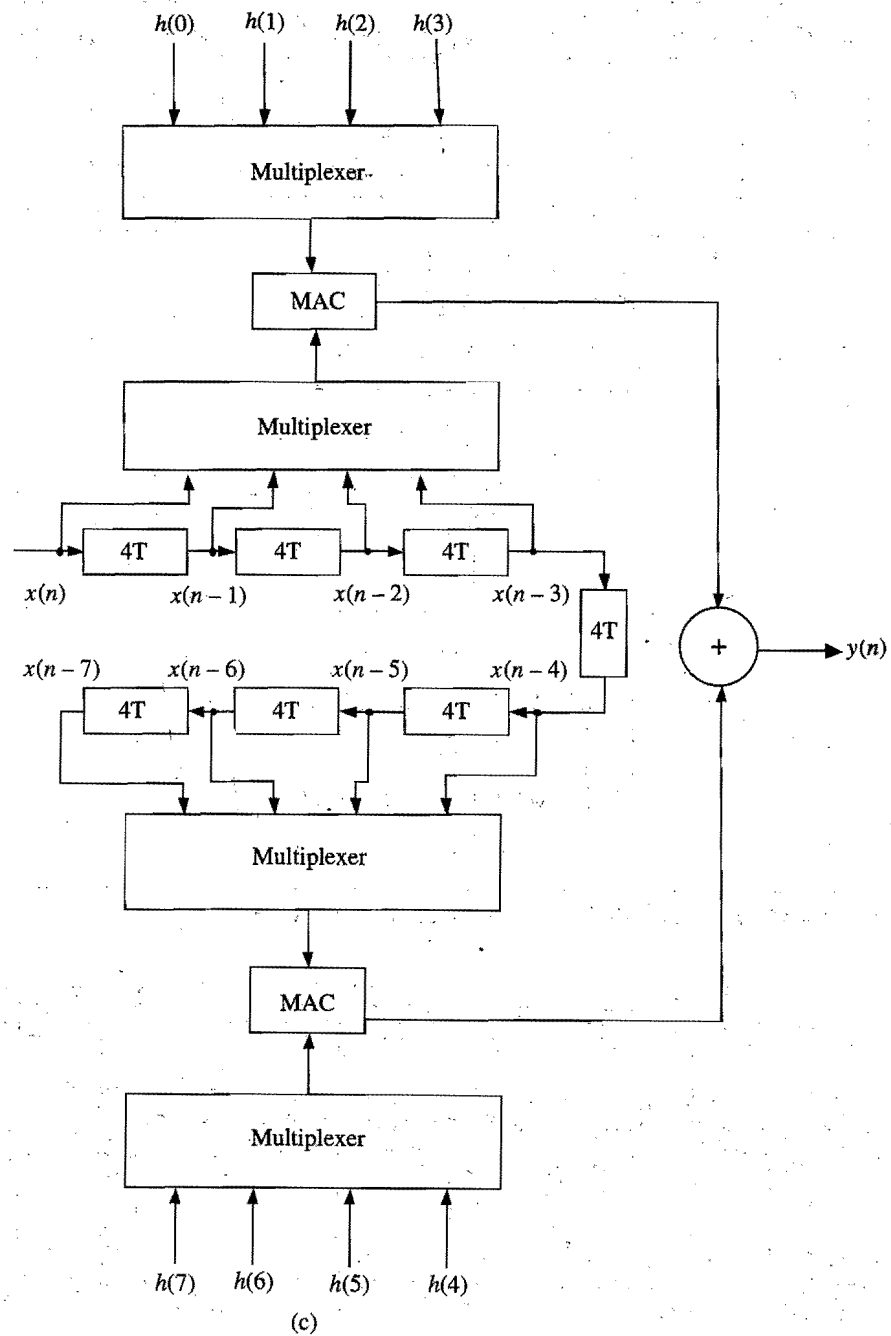 h(0) h(1) h(2) h(3)
Multiplexer
MAC
Multiplexer
4T 4T 4T
x(n) x(n – 1) x(n – 2) x(n – 3)
4T
+ y(n)
x(n – 7) x(n – 6) x(n – 5) x(n – 4)
4T 4T 4T
Multiplexer
MAC
Multiplexer
h(7) h(6) h(5) h(4)
(c)